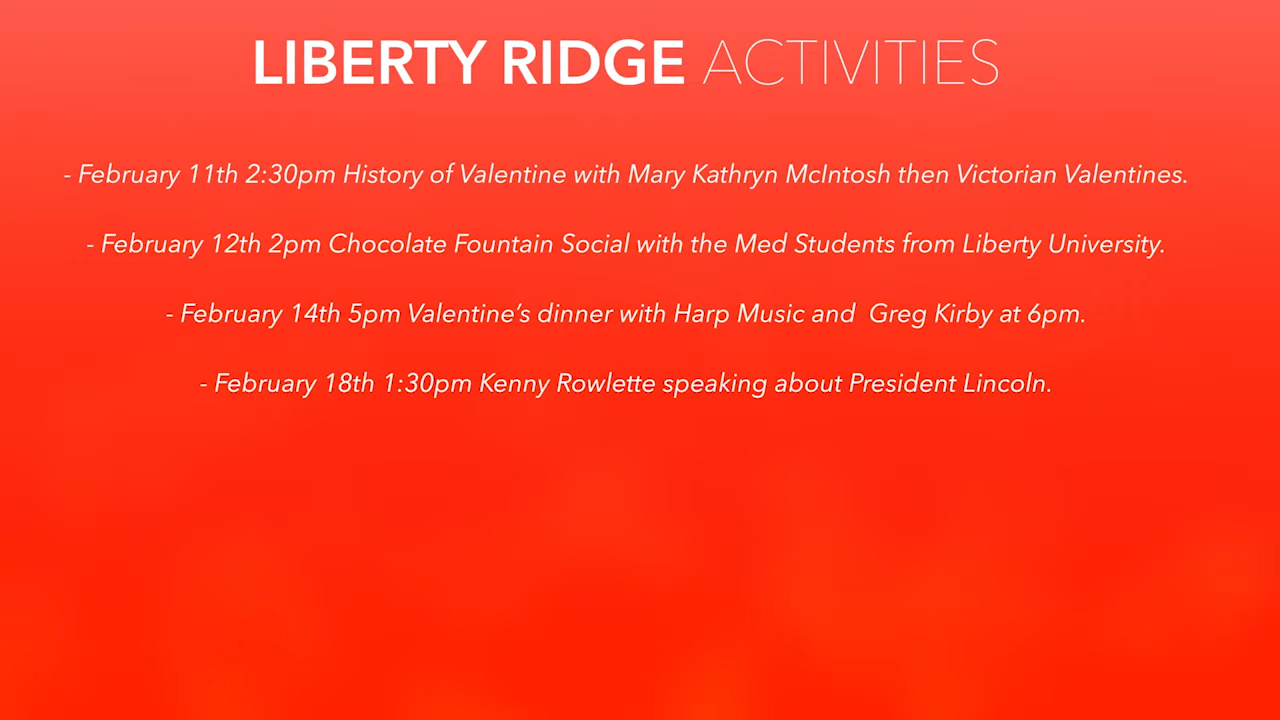 LIBERTY RIDGE ACTIVITIES
- February 11th 2:30pm History of Valentine with Mary Kathryn McIntosh then Victorian Valentines.
- February 12th 2pm Chocolate Fountain Social with the Med Students from Liberty University.
- February 14th 5pm Valentine’s dinner with Harp Music and  Greg Kirby at 6pm.
- February 18th 1:30pm Kenny Rowlette speaking about President Lincoln.